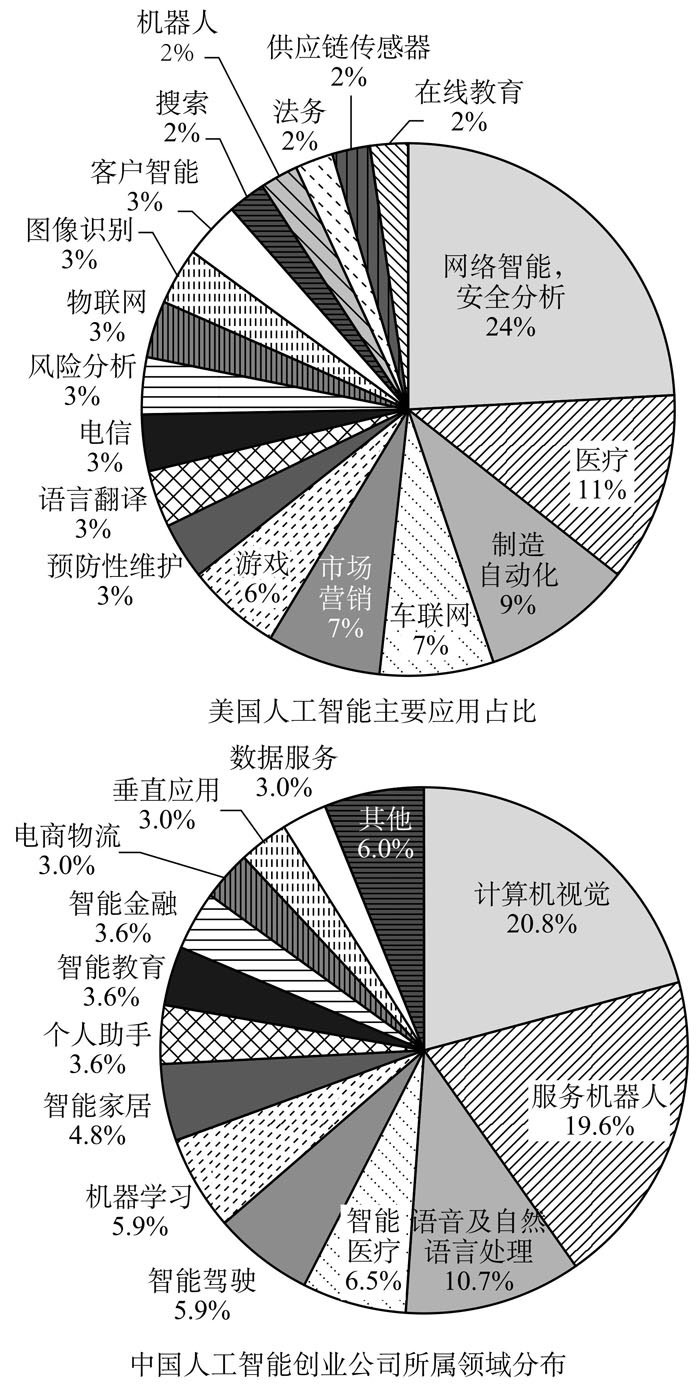 机器人
2%
供应链传感器
2%
搜索
2%
法务
2%
在线教育
2%
客户智能
3%
图像识别
3%
网络智能，
安全分析
24%
物联网
3%
风险分析
3%
电信
3%
医疗
11%
语言翻译
3%
制造
自动化
9%
预防性维护
3%
游戏
6%
市场
营销
7%
车联网
7%
美国人工智能主要应用占比
数据服务
3.0%
垂直应用
3.0%
其他
6.0%
电商物流
3.0%
计算机视觉
20.8%
智能金融
3.6%
智能教育
3.6%
个人助手
3.6%
智能家居
4.8%
服务机器人
19.6%
机器学习
5.9%
智能
医疗
6.5%
语音及自然
语言处理
10.7%
智能驾驶
5.9%
中国人工智能创业公司所属领域分布